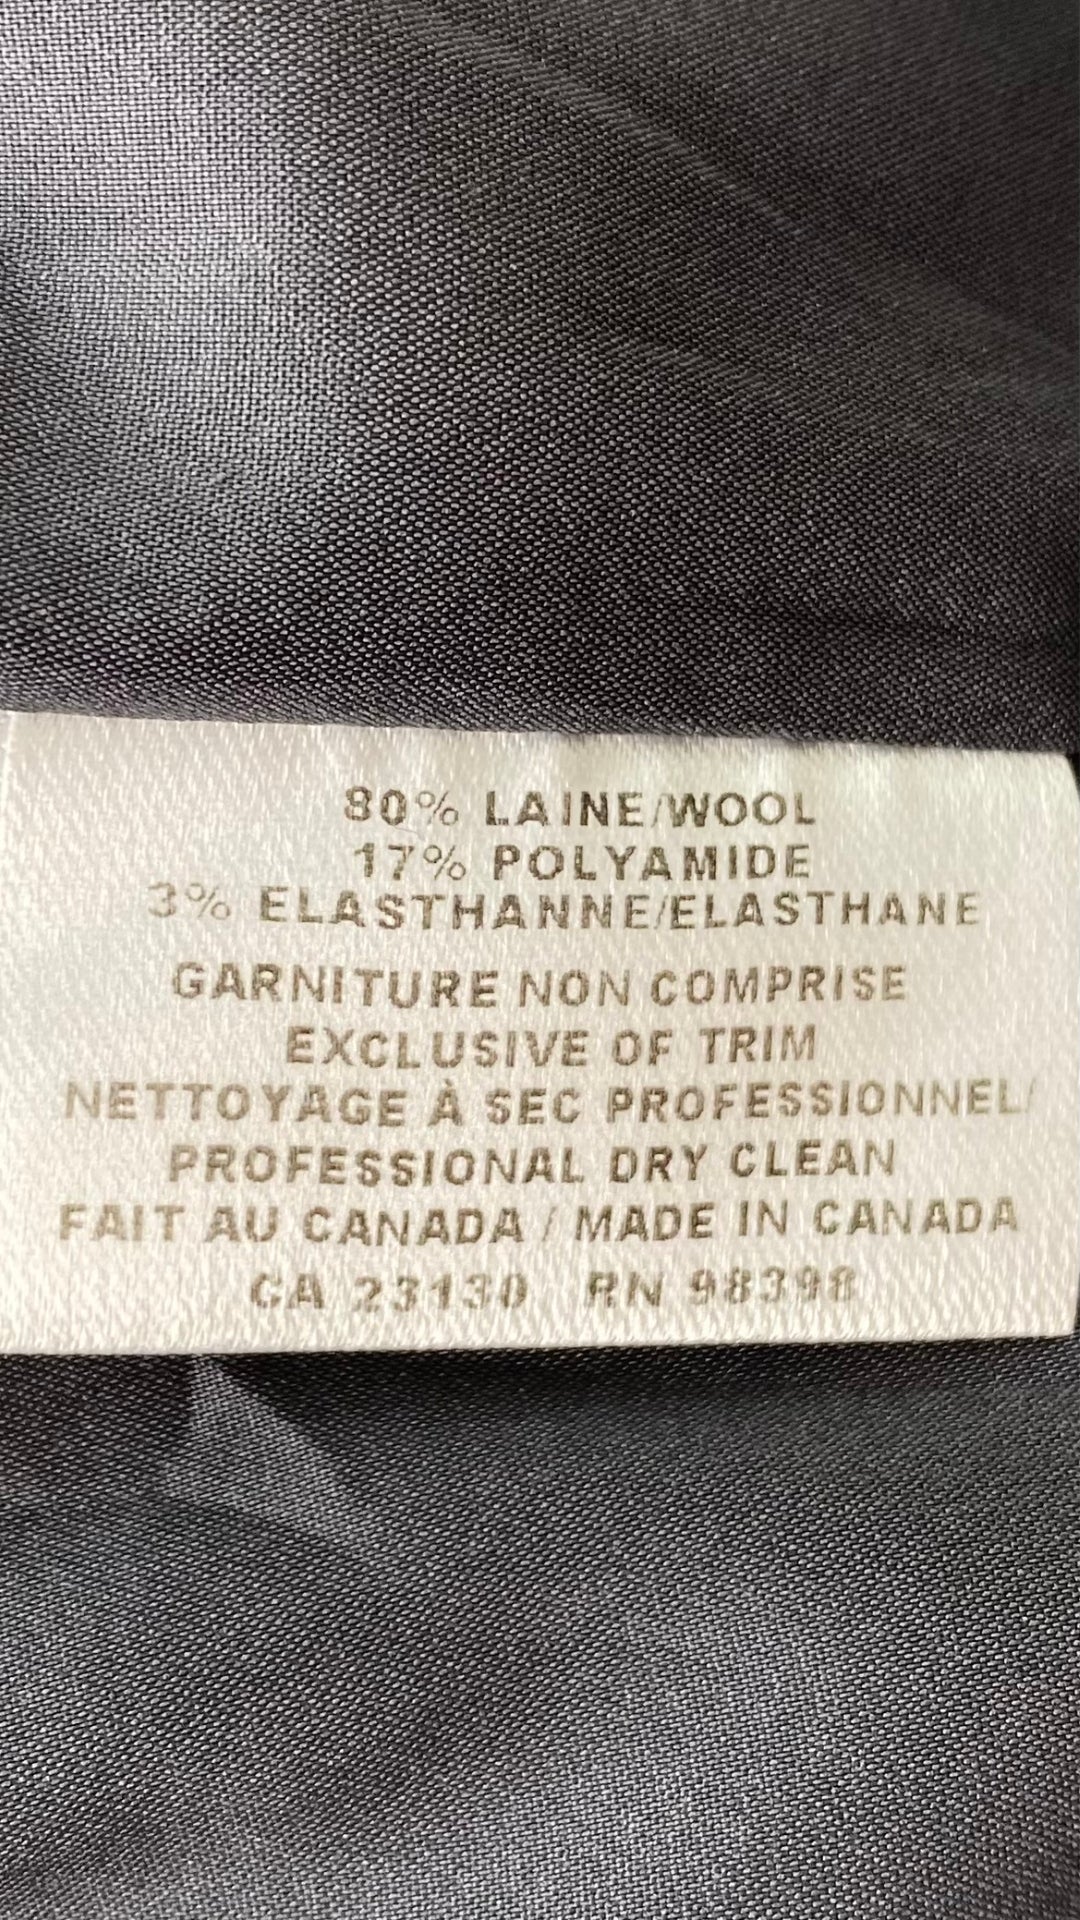 80% LAINE/WOOL
17% POLYAMIDE
3% ELASTHANNE/ELASTHANE
GARNITURE NON COMPRISE
EXCLUSIVE OF TRIM
NETTOYAGE À SEC PROFESSIONNEL/
PROFESSIONAL DRY CLEAN
FAIT AU CANADA / MADE IN CANADA
CA 23130 RN 98398